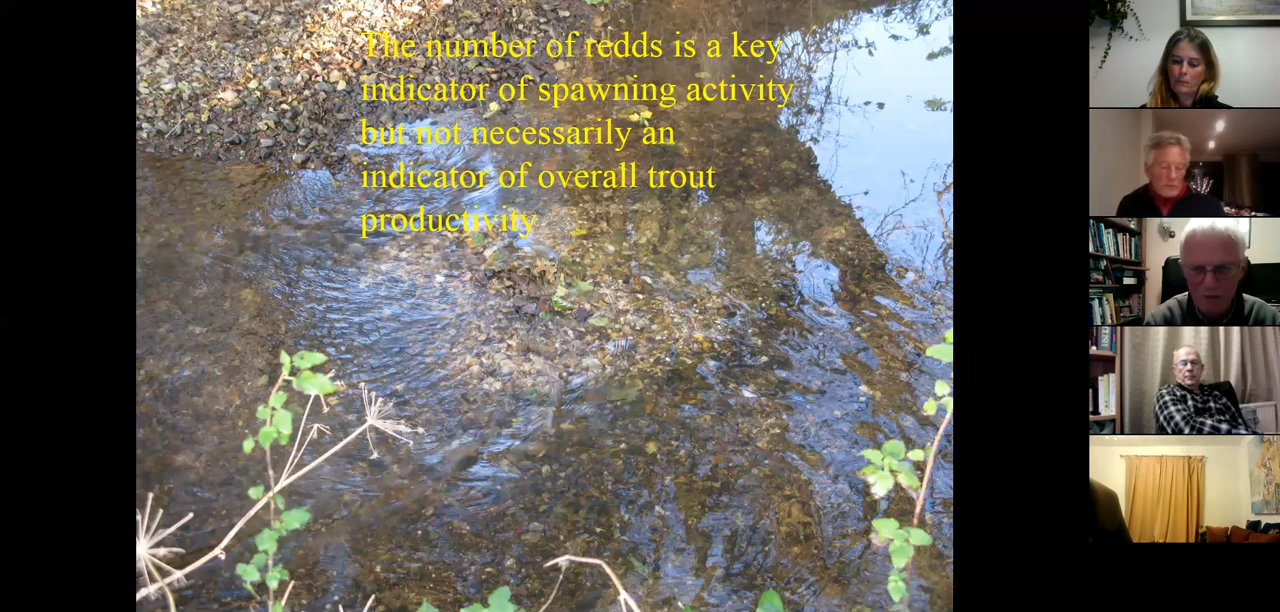 The number of redds is a key
indicator of spawning activity
but not necessarily an
indicator of overall trout
productivity